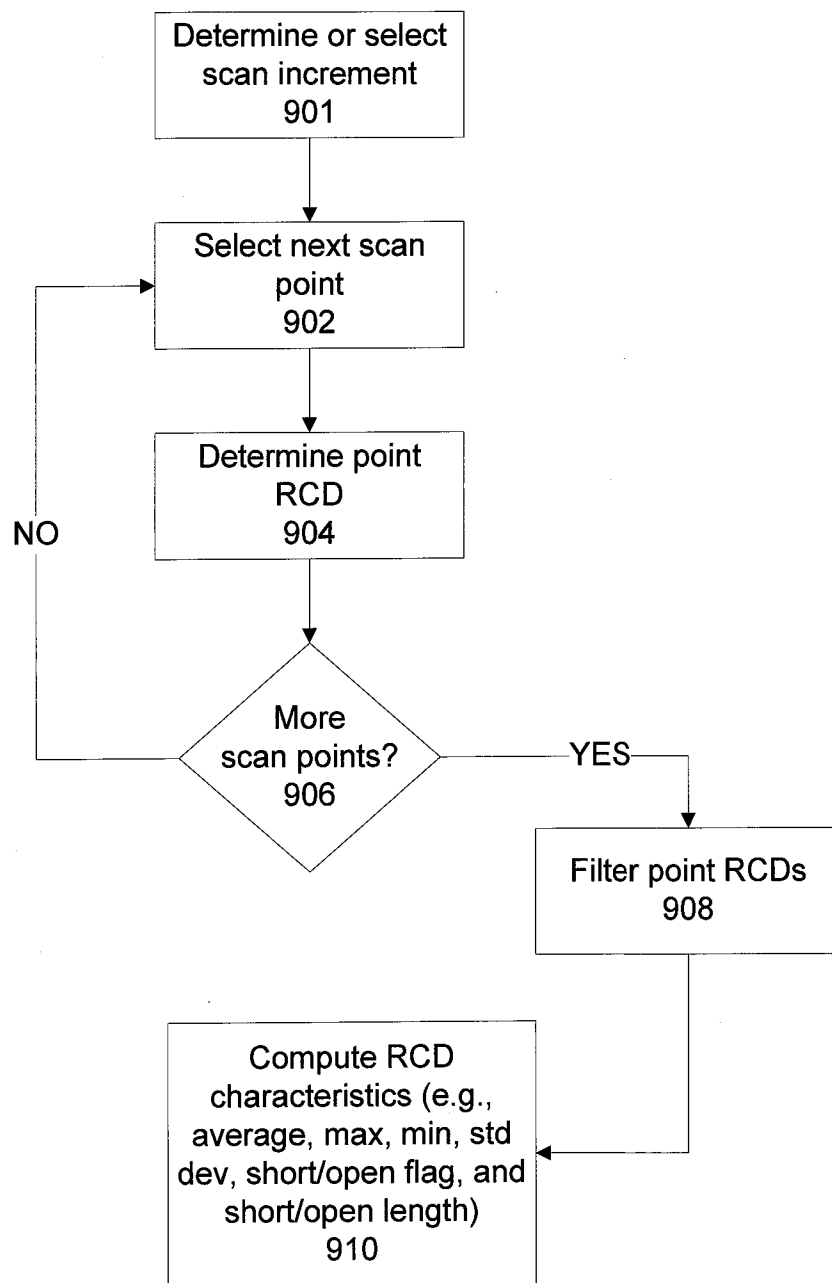 Determine or select
scan increment
901
Select next scan
point
902
Determine point
RCD
904
NO
More
scan points?
906
YES
Filter point RCDs
908
Compute RCD
characteristics (e.g.,
average, max, min, std
dev, short/open flag, and
short/open length)
910